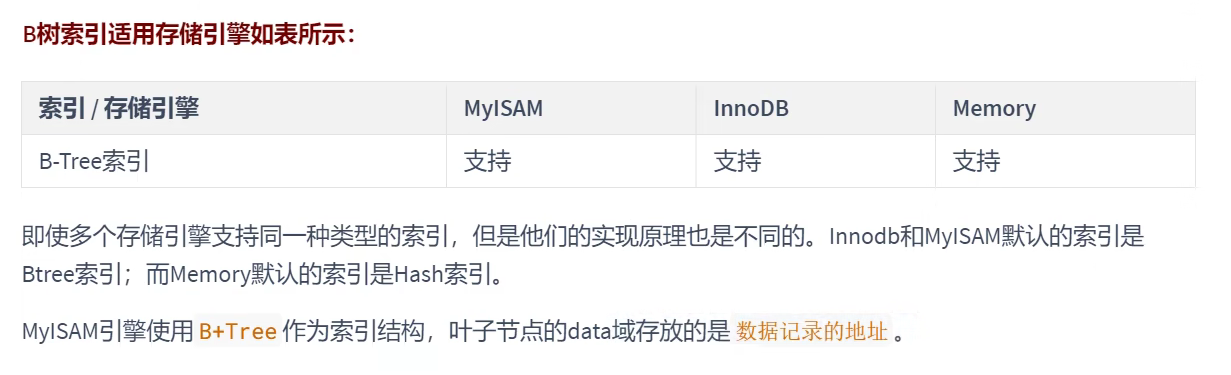 B树索引适用存储引擎如表所示：
索引 / 存储引擎 MyISAM InnoDB Memory
B-Tree索引 支持 支持 支持
即使多个存储引擎支持同一种类型的索引，但是他们的实现原理也是不同的。Innodb和MyISAM默认的索引是
Btree索引；而Memory默认的索引是Hash索引。
MyISAM引擎使用 B+Tree 作为索引结构，叶子节点的data域存放的是 数据记录的地址 。